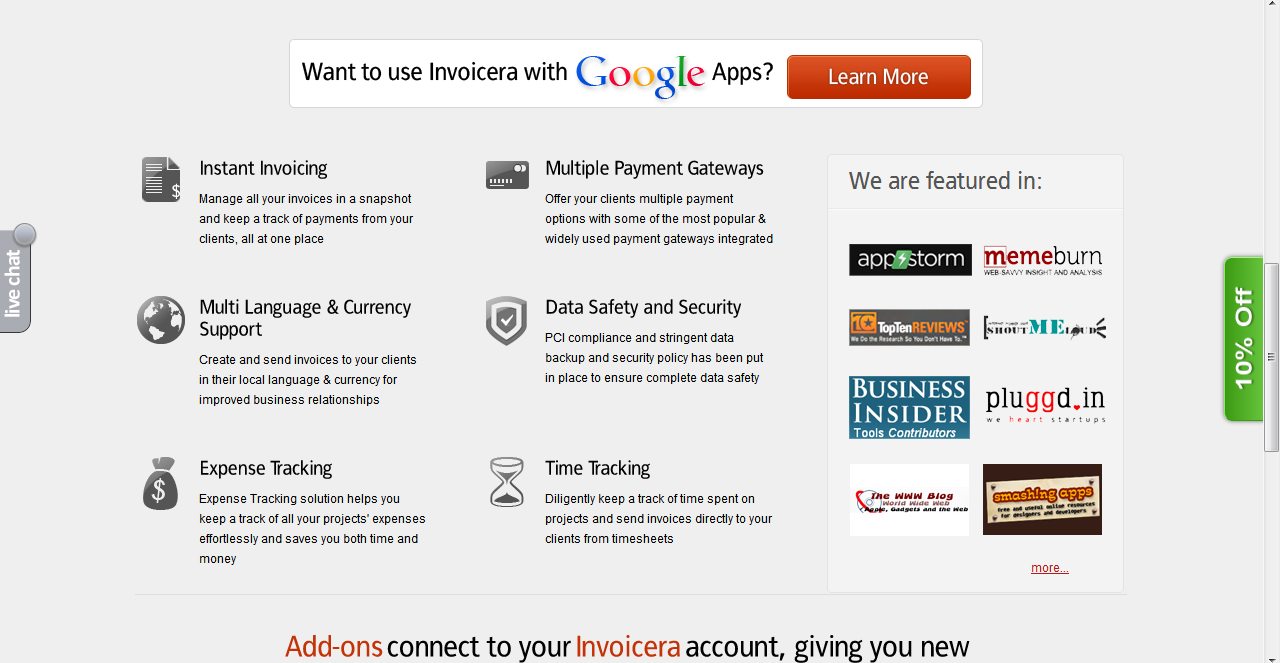 Want to use Invoicera with Google Apps?
Learn More
Instant Invoicing
Manage all your invoices in a snapshot
and keep a track of payments from your
clients, all at one place
Multiple Payment Gateways
Offer your clients multiple payment
options with some of the most popular &
widely used payment gateways integrated
Multi Language & Currency
Support
Create and send invoices to your clients
in their local language & currency for
improved business relationships
Data Safety and Security
PCI compliance and stringent data
backup and security policy has been put
in place to ensure complete data safety
Expense Tracking
Expense Tracking solution helps you
keep a track of all your projects' expenses
effortlessly and saves you both time and
money
Time Tracking
Diligently keep a track of time spent on
projects and send invoices directly to your
clients from timesheets
We are featured in:
appstorm
memeburn
WEB-SAVVY INSIGHT AND ANALYSIS
TopTenREVIEWS
We Do the Research So You Don't Have To.™
SHOUT ME LOUD
BUSINESS
INSIDER
Tools Contributors
pluggd.in
we heart startups
The WWW Blog
World Wide Web
Apple, Gadgets and the Web
smashing apps
free and useful online resources
for designers and developers
more...
live chat
10% Off
Add-ons connect to your Invoicera account, giving you new